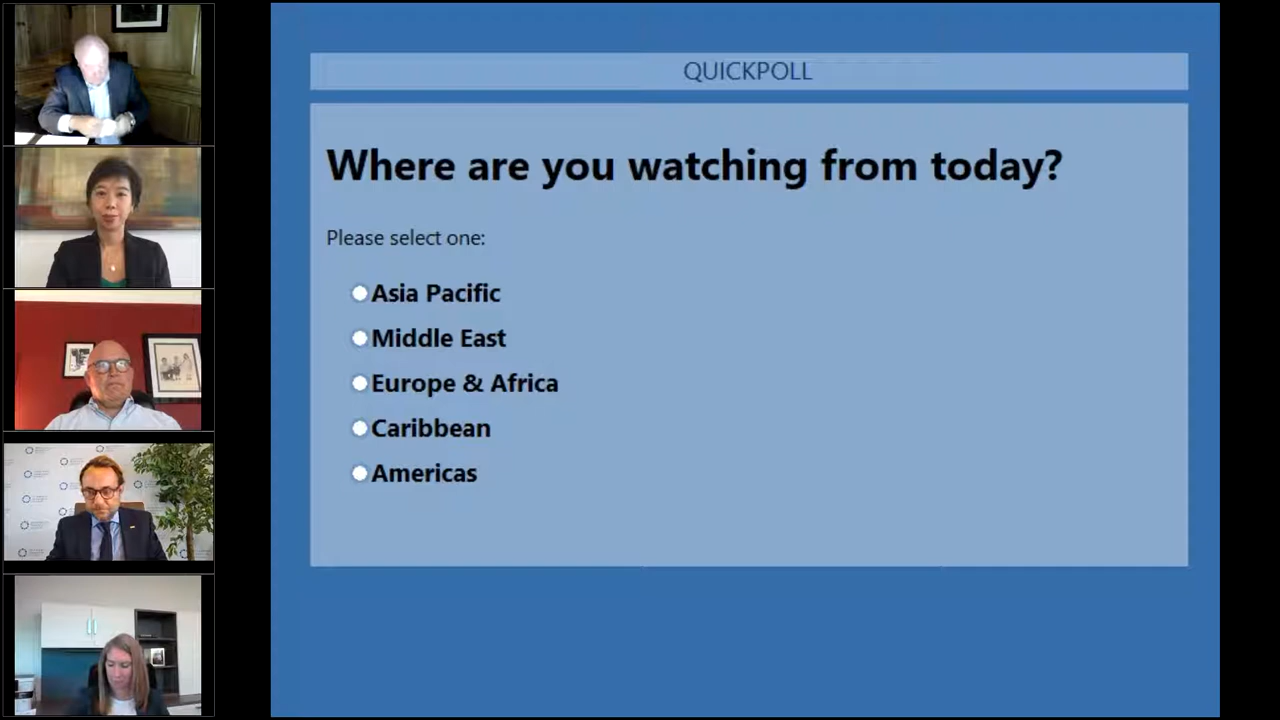 QUICKPOLL
Where are you watching from today?
Please select one:
Asia Pacific
Middle East
Europe & Africa
Caribbean
Americas